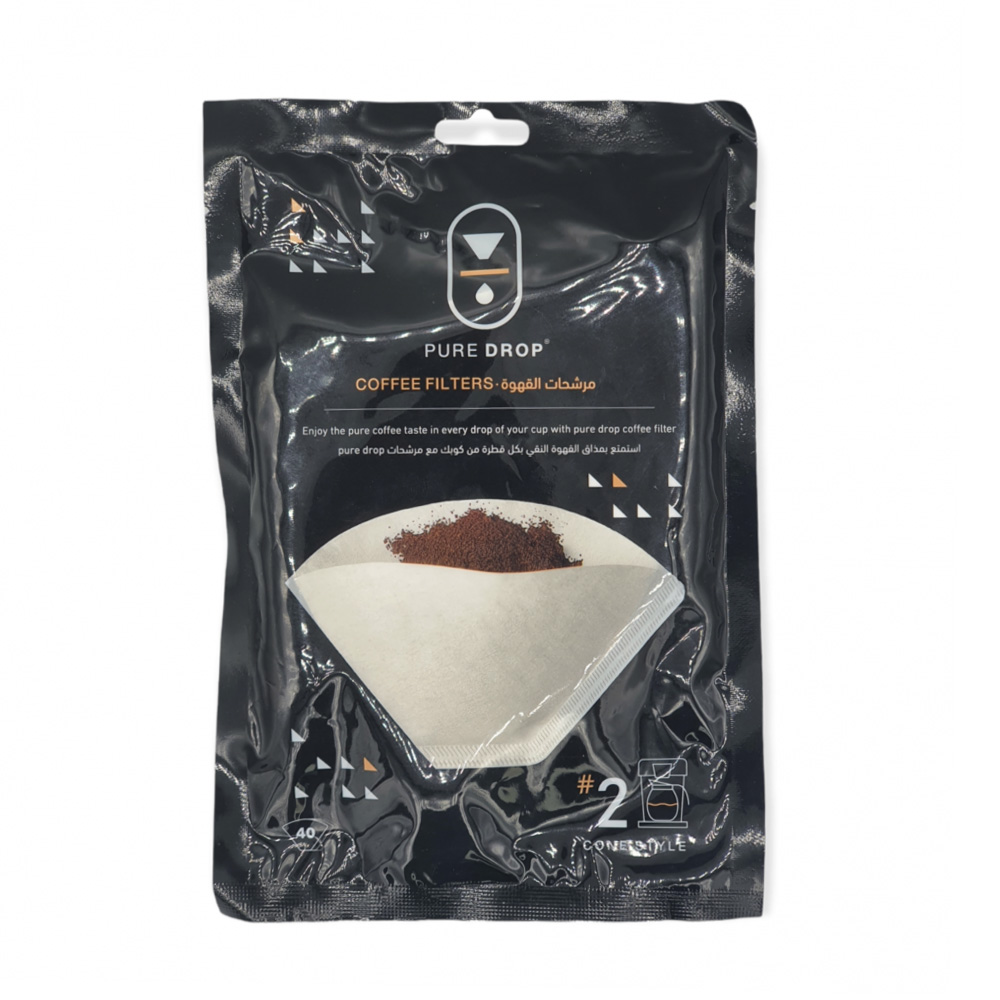 PURE DROP®
COFFEE FILTERS · مرشحات القهوة
Enjoy the pure coffee taste in every drop of your cup with pure drop coffee filter
استمتع بمذاق القهوة النقي بكل قطرة من كوبك مع مرشحات pure drop
#2
CONE STYLE
40